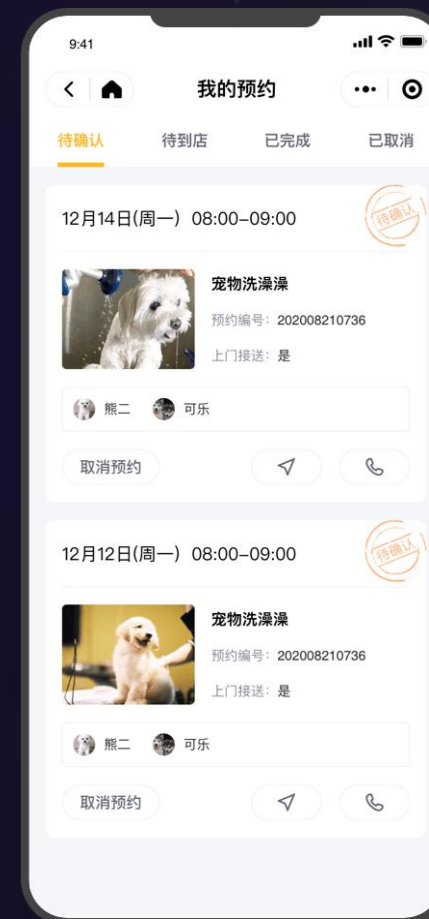 9:41
我的预约
待确认 待到店 已完成 已取消
12月14日(周一) 08:00-09:00
待确认
宠物洗澡澡
预约编号：202008210736
上门接送：是
熊二 可乐
取消预约
12月12日(周一) 08:00-09:00
待确认
宠物洗澡澡
预约编号：202008210736
上门接送：是
熊二 可乐
取消预约